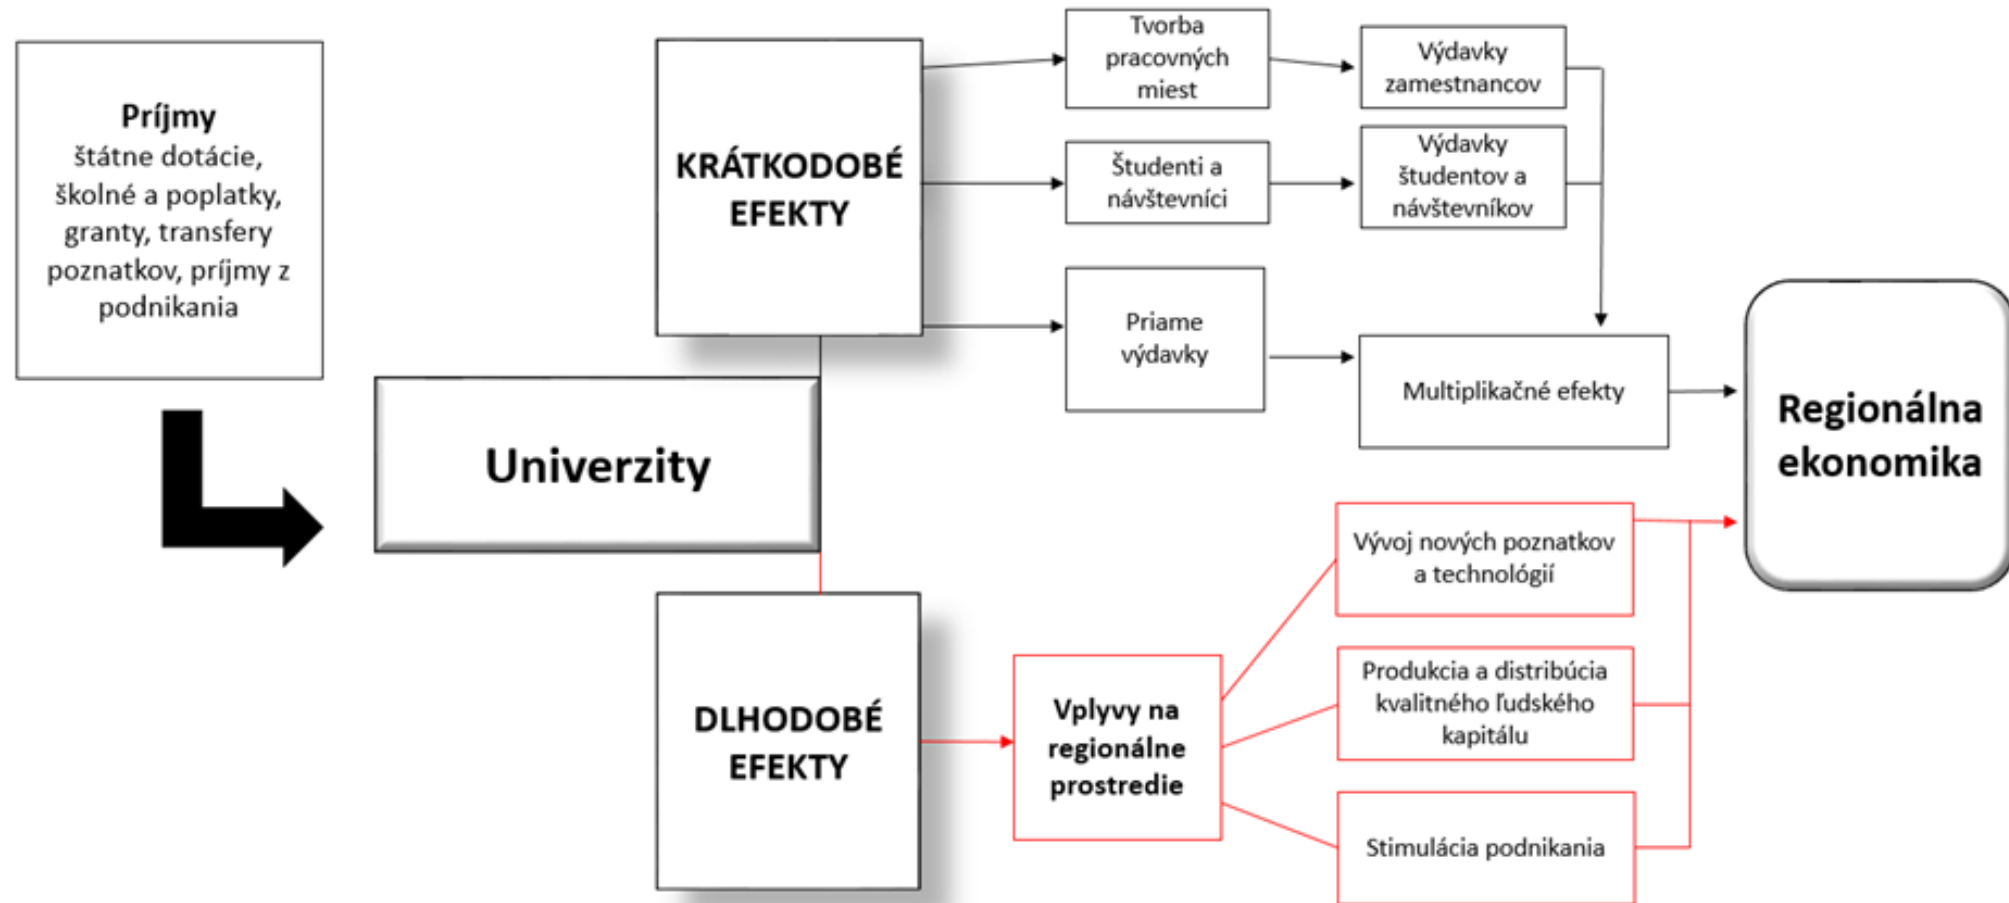 Príjmy
štátne dotácie,
školné a poplatky,
granty, transfery
poznatkov, príjmy z
podnikania
Univerzity
KRÁTKODOBÉ
EFEKTY
Tvorba
pracovných
miest
Výdavky
zamestnancov
Študenti a
návštevníci
Výdavky
študentov a
návštevníkov
Priame
výdavky
Multiplikačné efekty
DLHODOBÉ
EFEKTY
Vplyvy na
regionálne
prostredie
Vývoj nových poznatkov
a technológií
Produkcia a distribúcia
kvalitného ľudského
kapitálu
Stimulácia podnikania
Regionálna
ekonomika